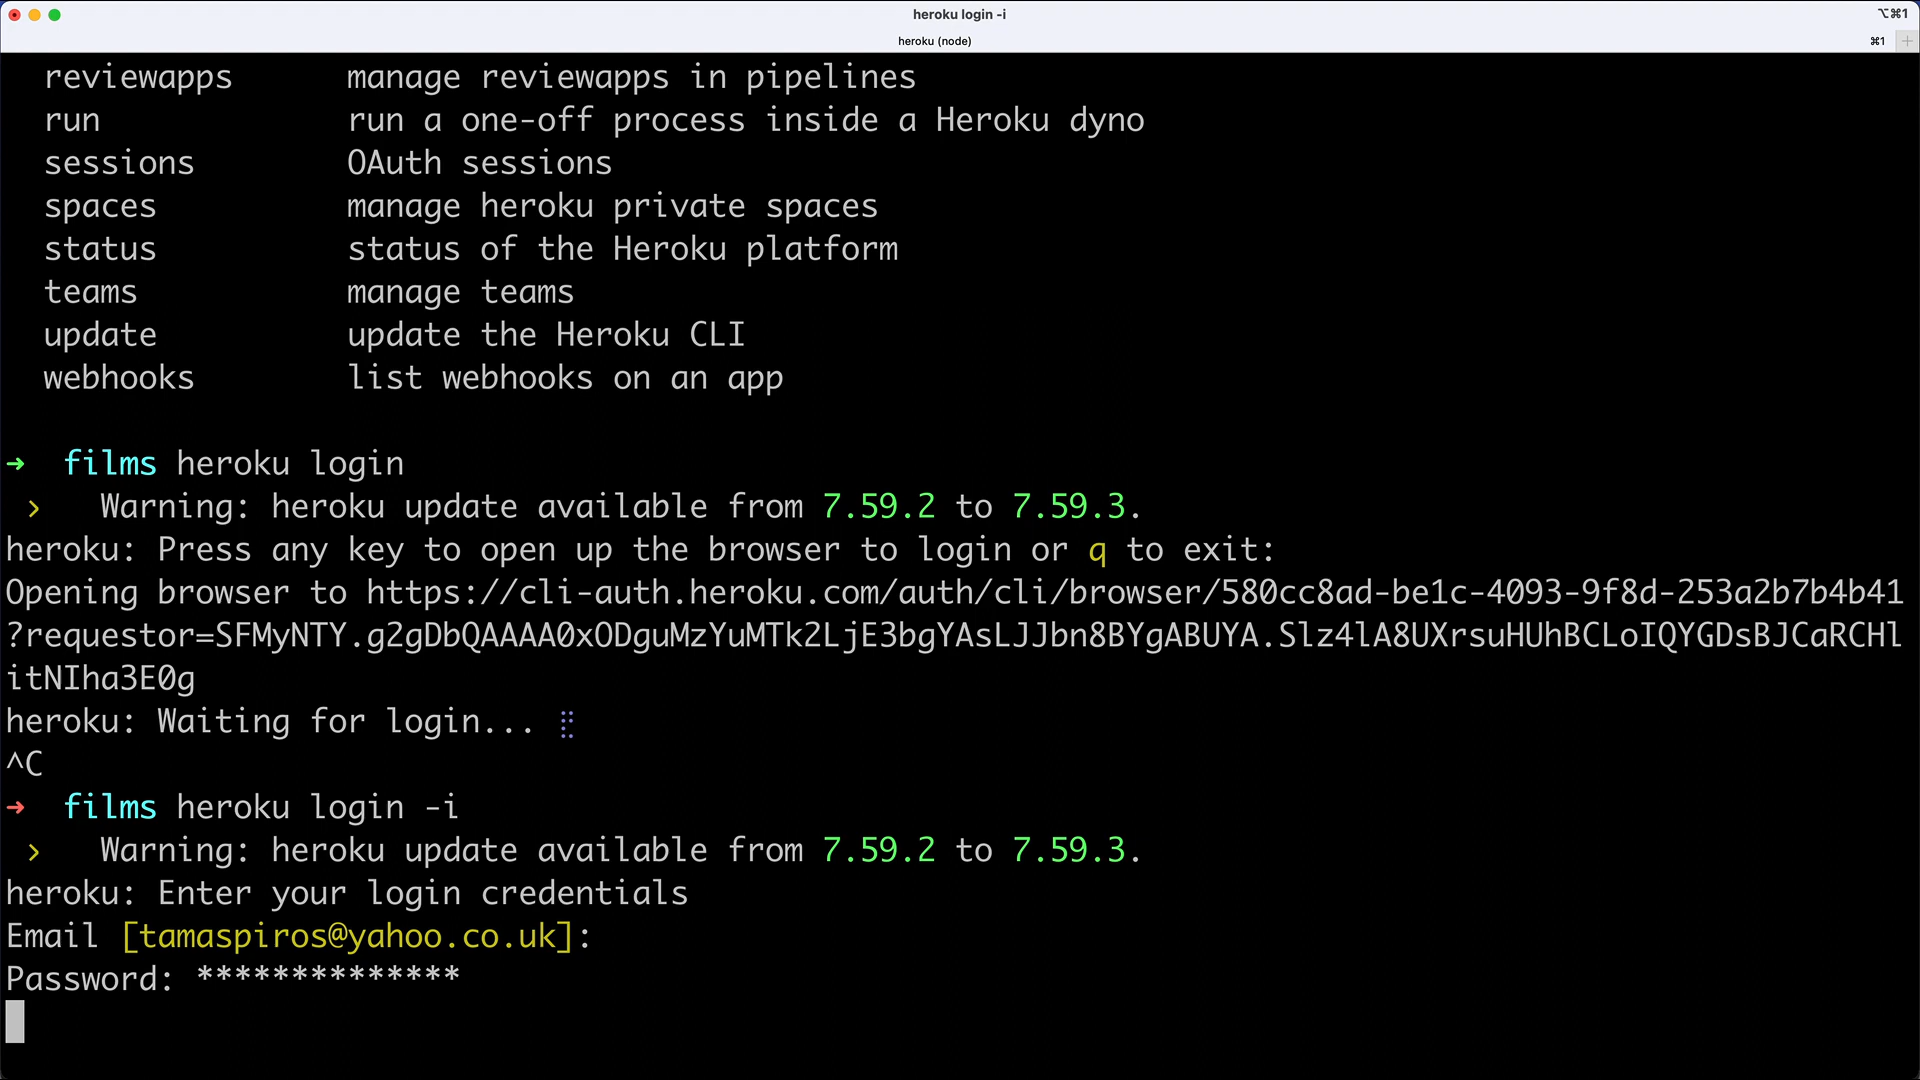 heroku login -i
⌥⌘1
heroku (node)
⌘1
reviewapps manage reviewapps in pipelines
run run a one-off process inside a Heroku dyno
sessions OAuth sessions
spaces manage heroku private spaces
status status of the Heroku platform
teams manage teams
update update the Heroku CLI
webhooks list webhooks on an app
→ films heroku login
› Warning: heroku update available from 7.59.2 to 7.59.3.
heroku: Press any key to open up the browser to login or q to exit:
Opening browser to https://cli-auth.heroku.com/auth/cli/browser/580cc8ad-be1c-4093-9f8d-253a2b7b4b41
?requestor=SFMyNTY.g2gDbQAAAA0xODguMzYuMTk2LjE3bgYAsLJJbn8BYgABUYA.Slz4lA8UXrsuHUhBCLoIQYGDsBJCaRCHl
itNIha3E0g
heroku: Waiting for login... ⣿
^C
→ films heroku login -i
› Warning: heroku update available from 7.59.2 to 7.59.3.
heroku: Enter your login credentials
Email [tamaspiros@yahoo.co.uk]:
Password: **************